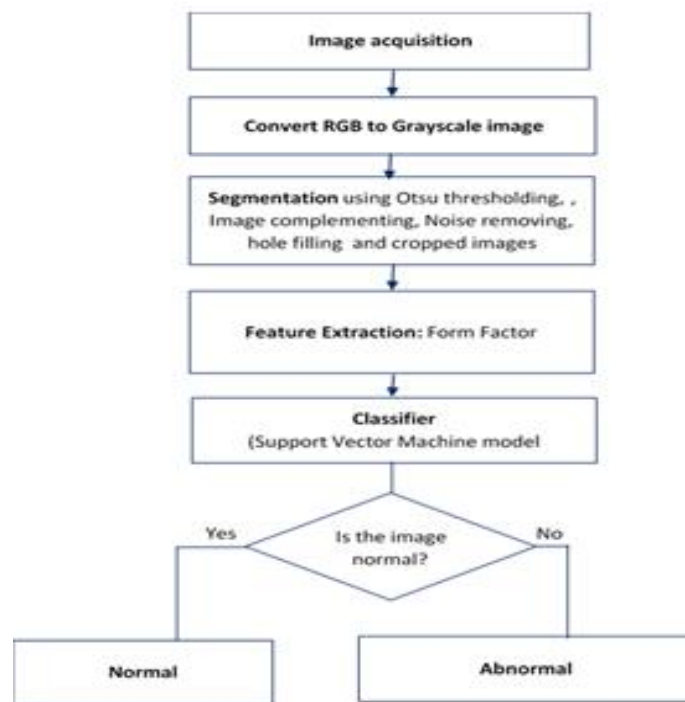 Image acquisition
Convert RGB to Grayscale image
Segmentation using Otsu thresholding, ,
Image complementing, Noise removing,
hole filling and cropped images
Feature Extraction: Form Factor
Classifier
(Support Vector Machine model
Is the image
normal?
Yes
No
Normal
Abnormal